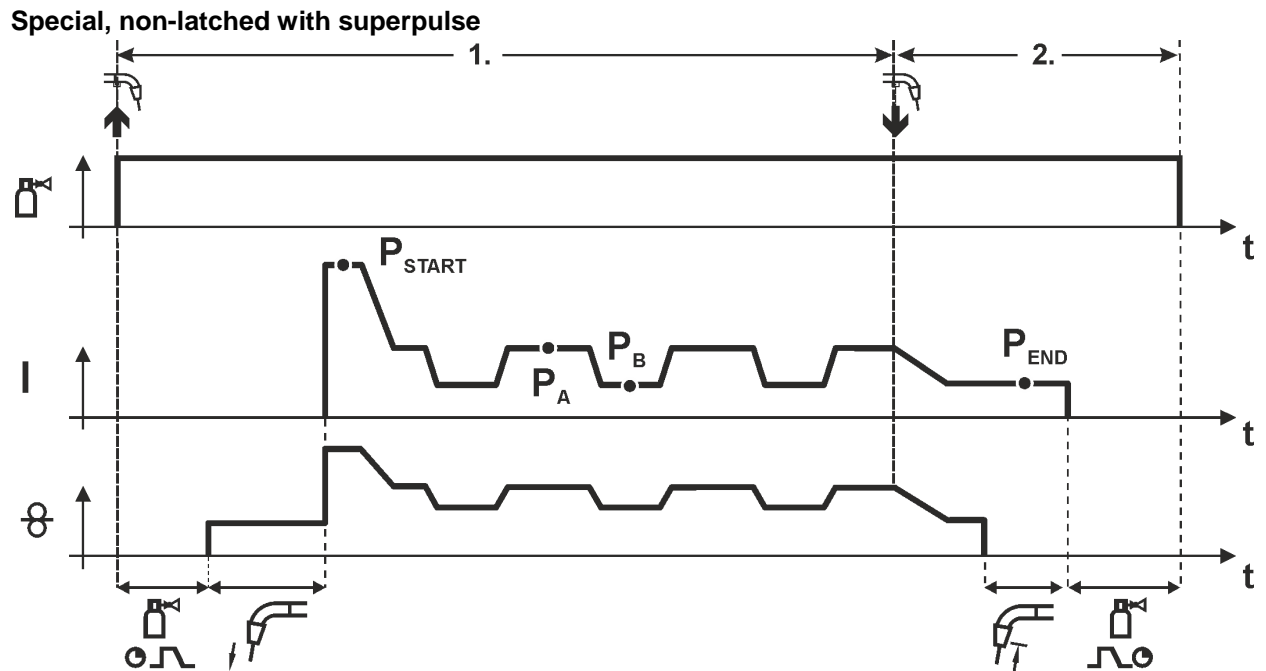 Special, non-latched with superpulse
1. 2.
t
P START
P B
P A
P END
I
t
t